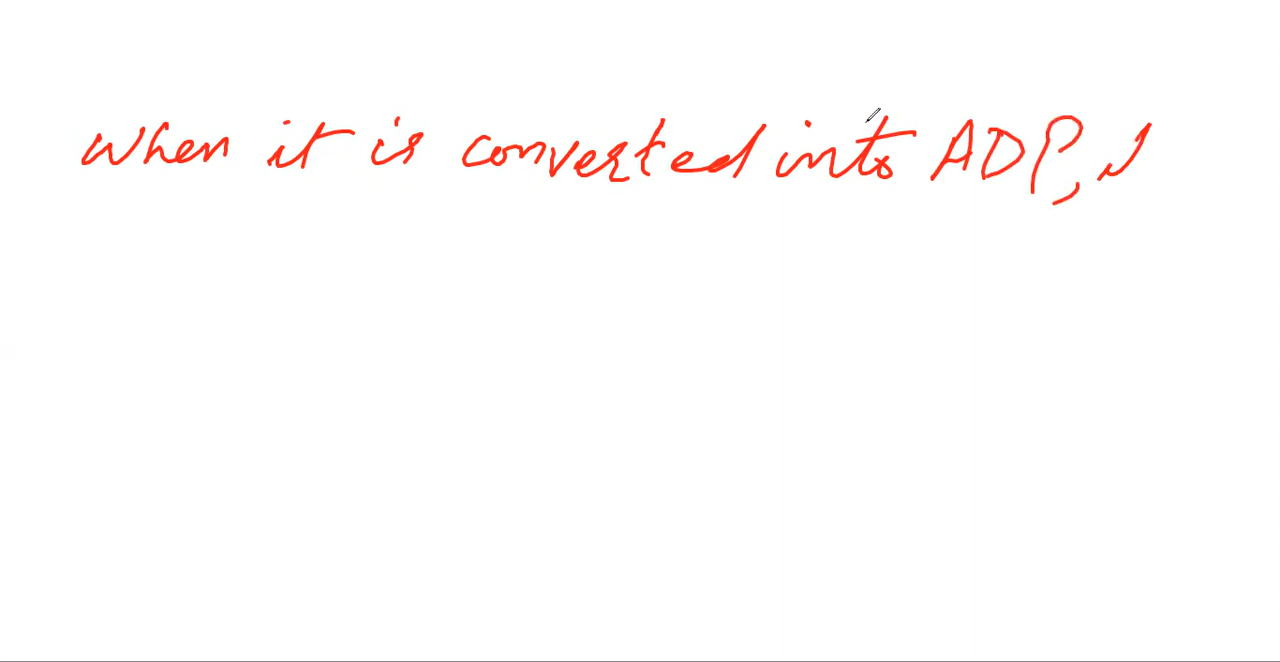 when it is converted into ADP,